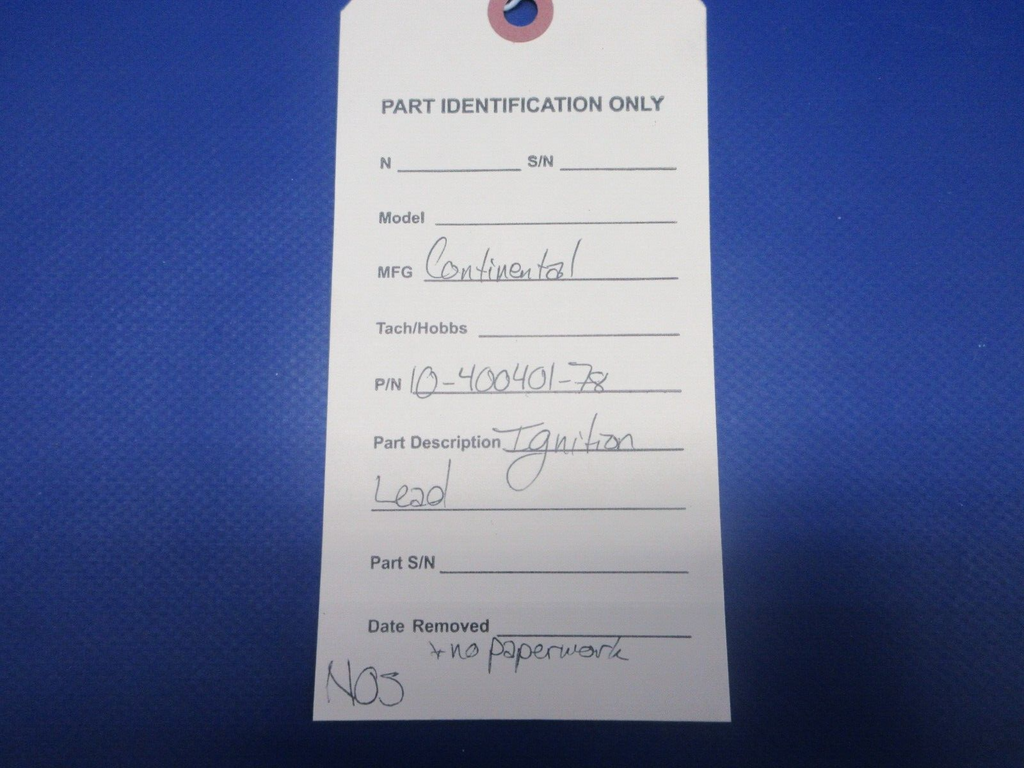 PART IDENTIFICATION ONLY
N S/N
Model
MFG Continental
Tach/Hobbs
P/N 10-400401-78
Part Description Ignition
Lead
Part S/N
Date Removed
+ no paperwork
NOS